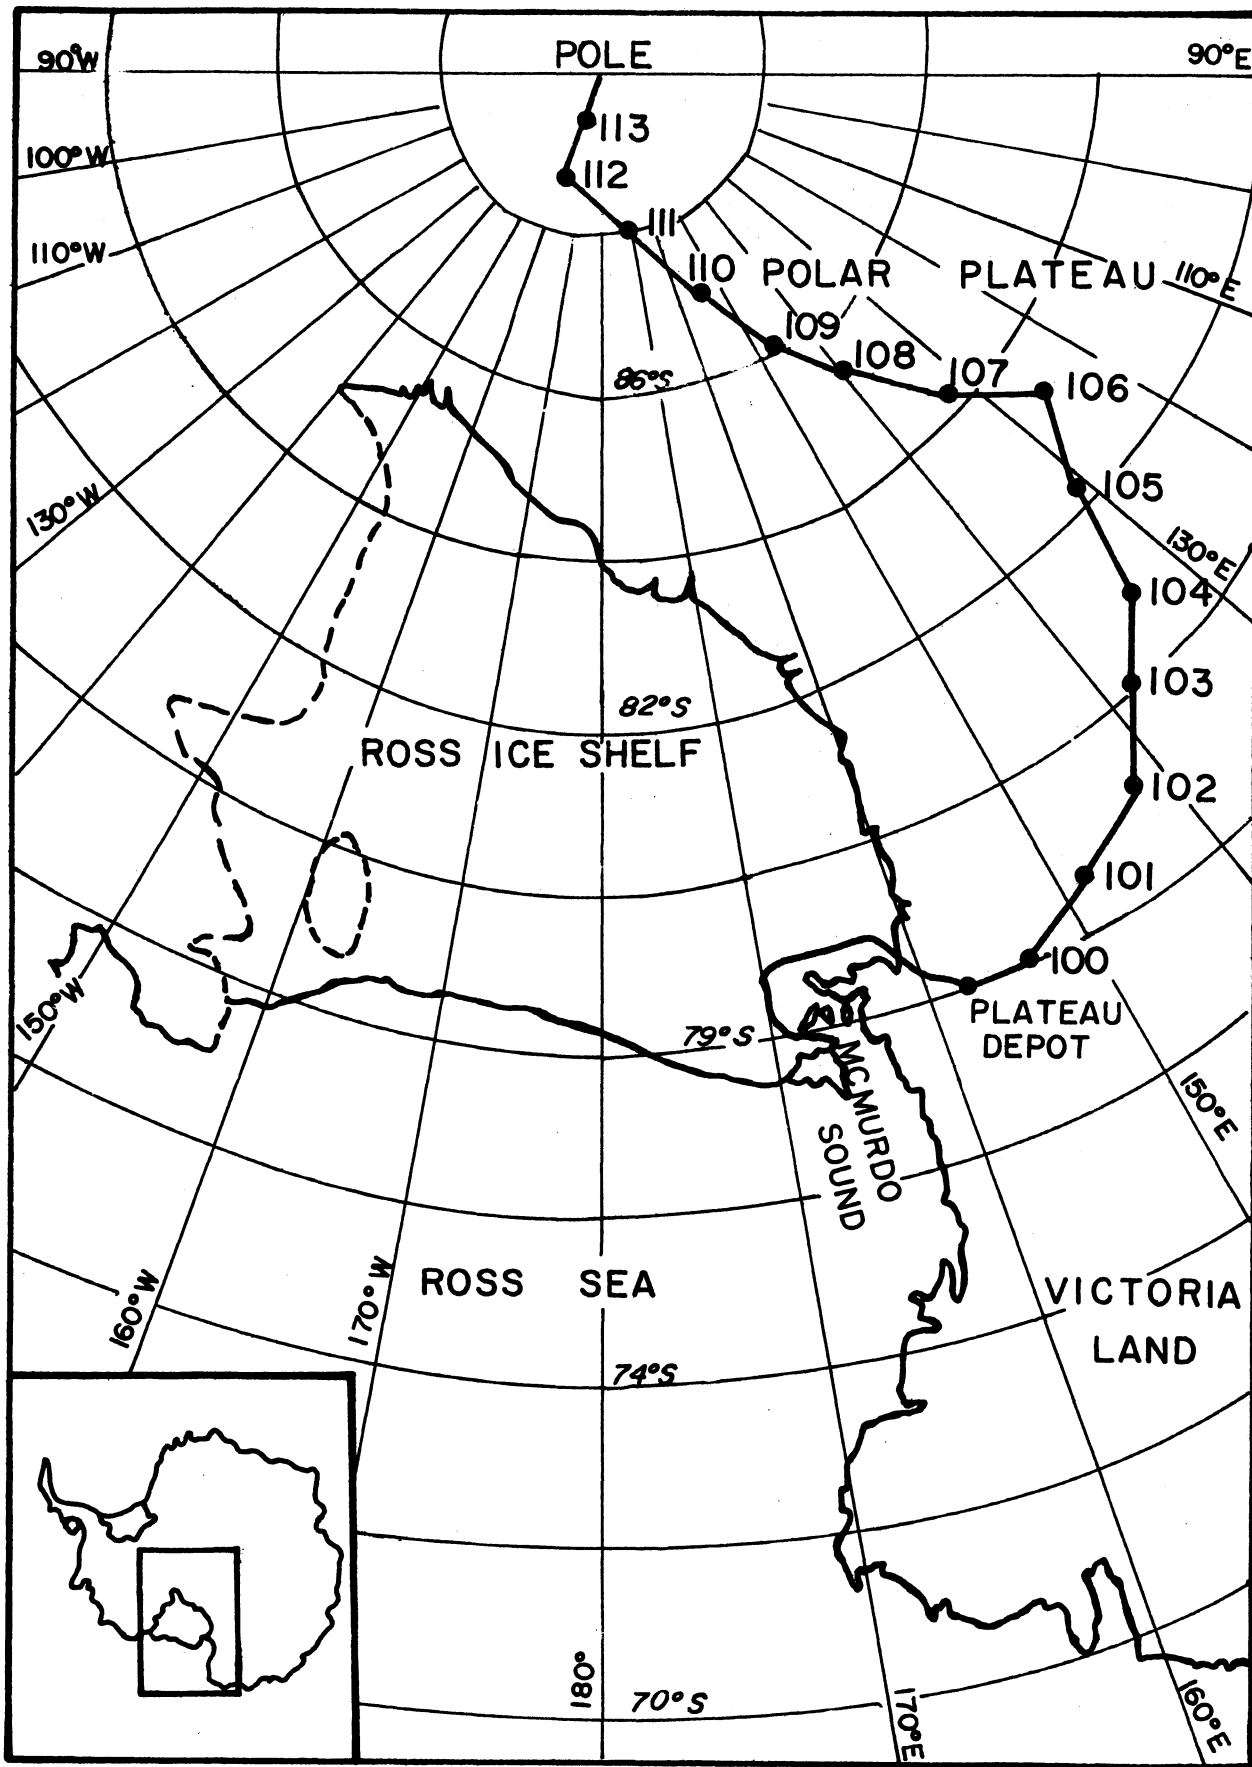 POLE
90°W
90°E
113
100°W
112
111
110°W
110
POLAR
PLATEAU
110°E
109
108
107
106
86°S
105
130°W
130°E
104
103
82°S
ROSS ICE SHELF
102
101
100
150°W
PLATEAU
DEPOT
79°S
MCMURDO
SOUND
150°E
ROSS SEA
VICTORIA
LAND
160°W
170°W
74°S
180°
70°S
170°E
160°E